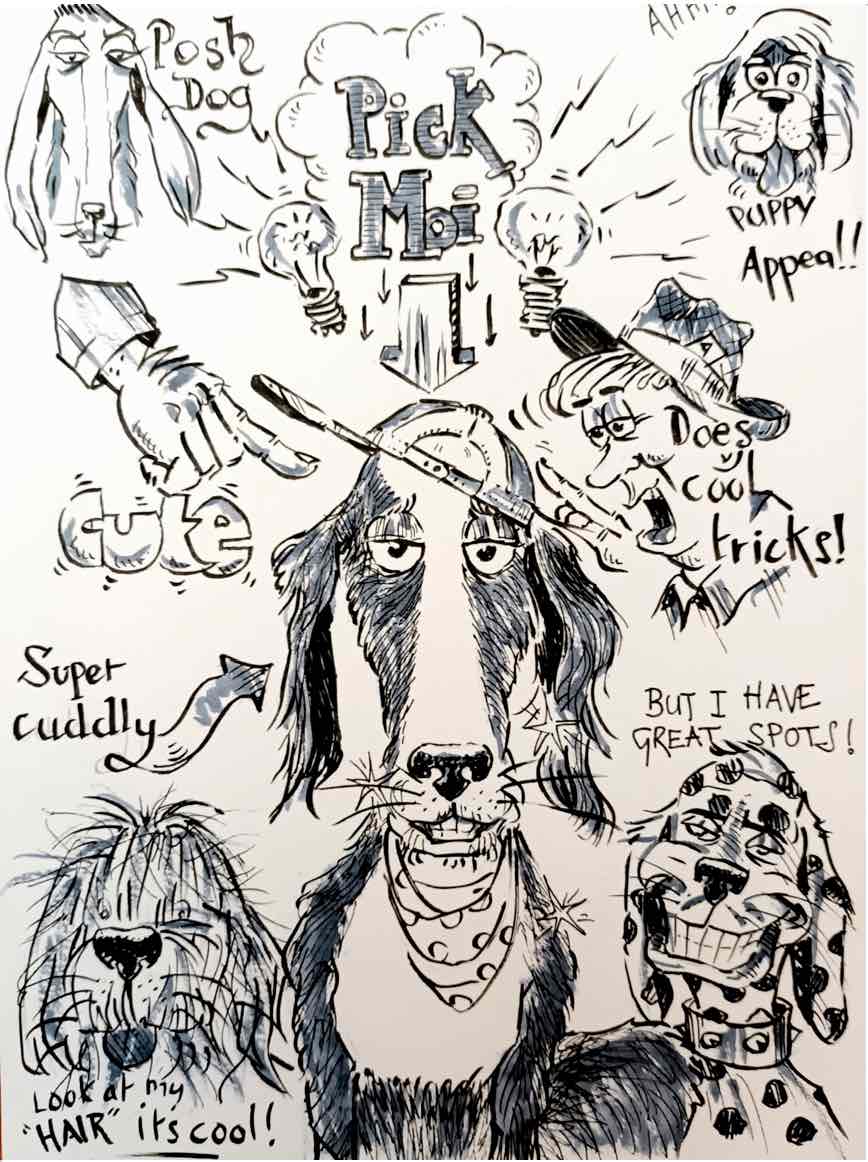 Posh
Dog
Pick
Moi
AHH!
PUPPY
Appeal!!
cute
Does
cool
tricks!
Super
cuddly
BUT I HAVE
GREAT SPOTS!
Look at my
"HAIR" its cool!